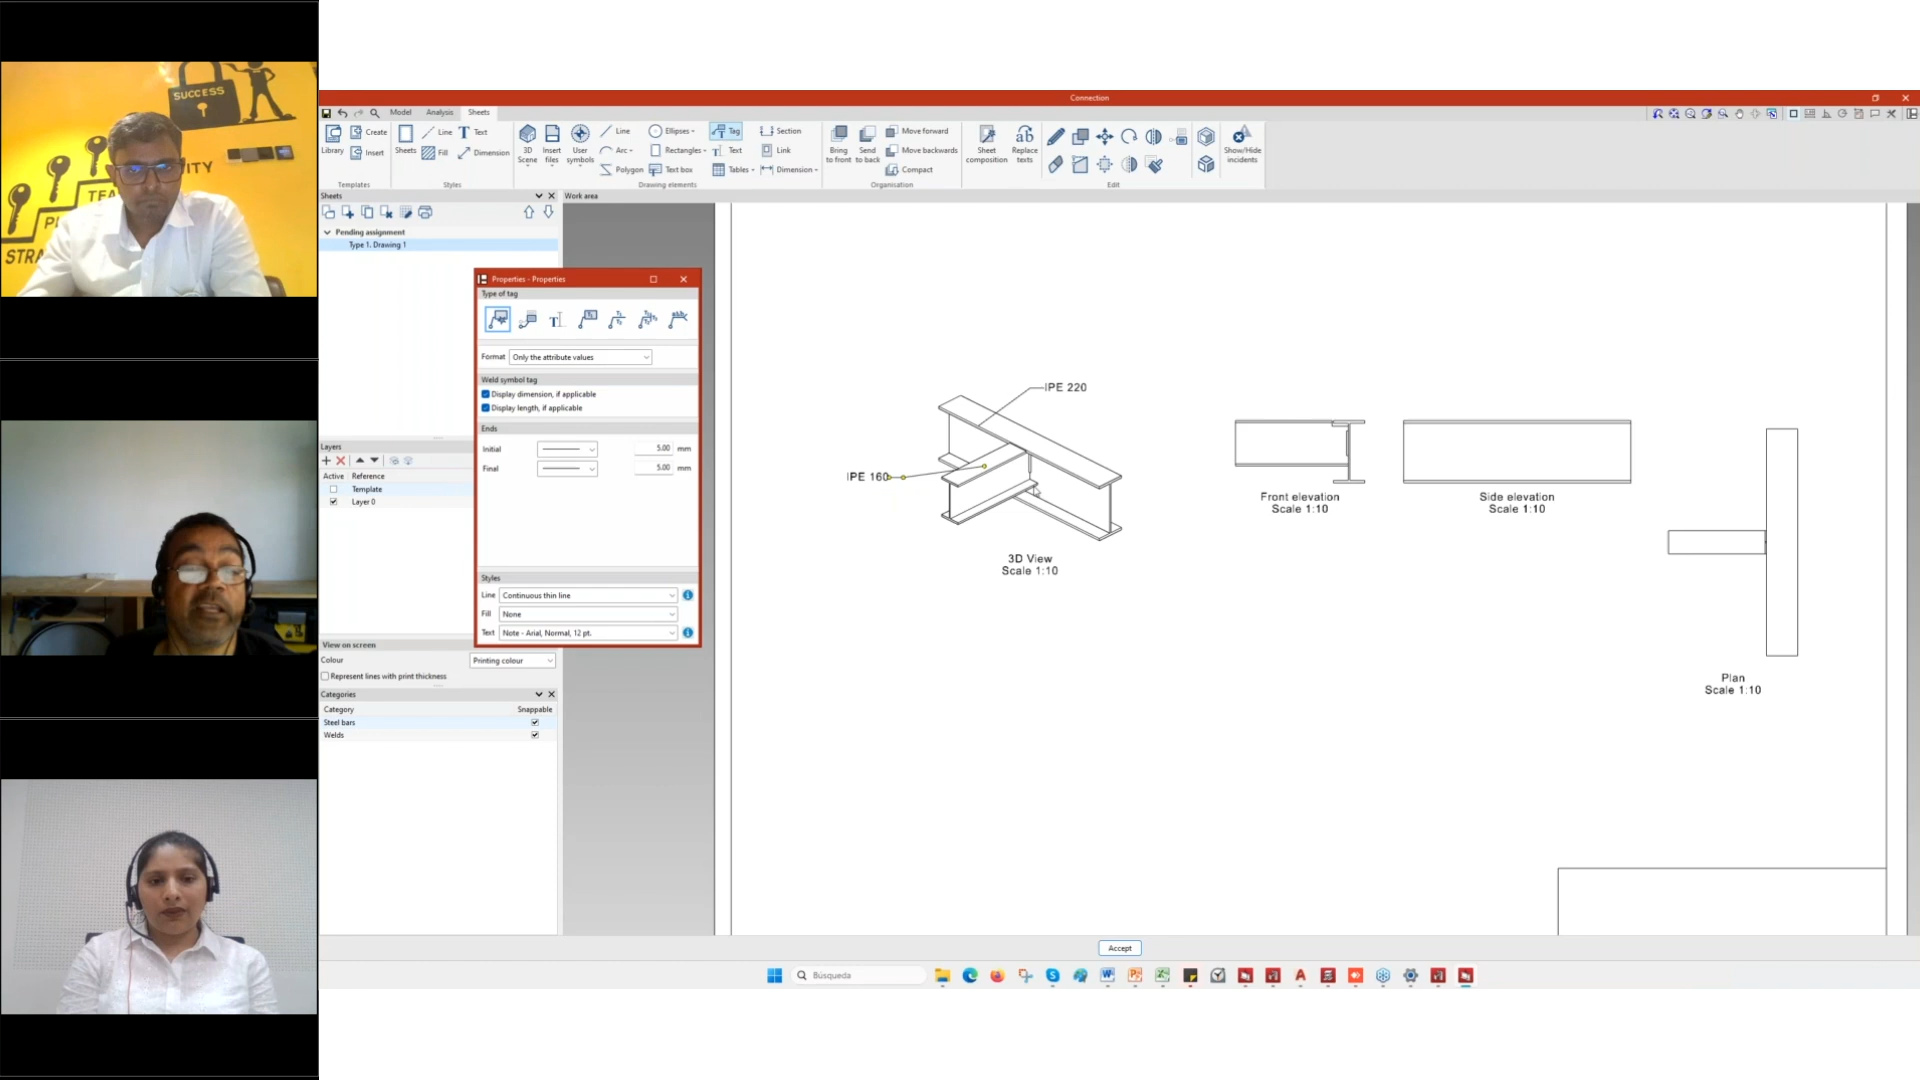 SUCCESS
ITY
TEA
P
STRA
Connection
Model Analysis Sheets
Library
Create
Insert
Templates
Sheets
Line
Fill
Text
Dimension
Styles
3D Scene
Insert files
User symbols
Line
Arc
Polygon
Ellipses
Rectangles
Text box
Tag
Text
Tables
Section
Link
Dimension
Drawing elements
Bring to front
Send to back
Move forward
Move backwards
Compact
Organisation
Sheet composition
Replace texts
Edit
Show/Hide incidents
Sheets
Work area
Pending assignment
Type 1. Drawing 1
Properties - Properties
Type of tag
Format Only the attribute values
Weld symbol tag
Display dimension, if applicable
Display length, if applicable
Ends
Initial 5.00 mm
Final 5.00 mm
Styles
Line Continuous thin line
Fill None
Text Note - Arial, Normal, 12 pt.
Layers
Active Reference
Template
Layer 0
View on screen
Colour Printing colour
Represent lines with print thickness
Categories
Category Snappable
Steel bars
Welds
IPE 220
IPE 160
3D View
Scale 1:10
Front elevation
Scale 1:10
Side elevation
Scale 1:10
Plan
Scale 1:10
Accept
Búsqueda